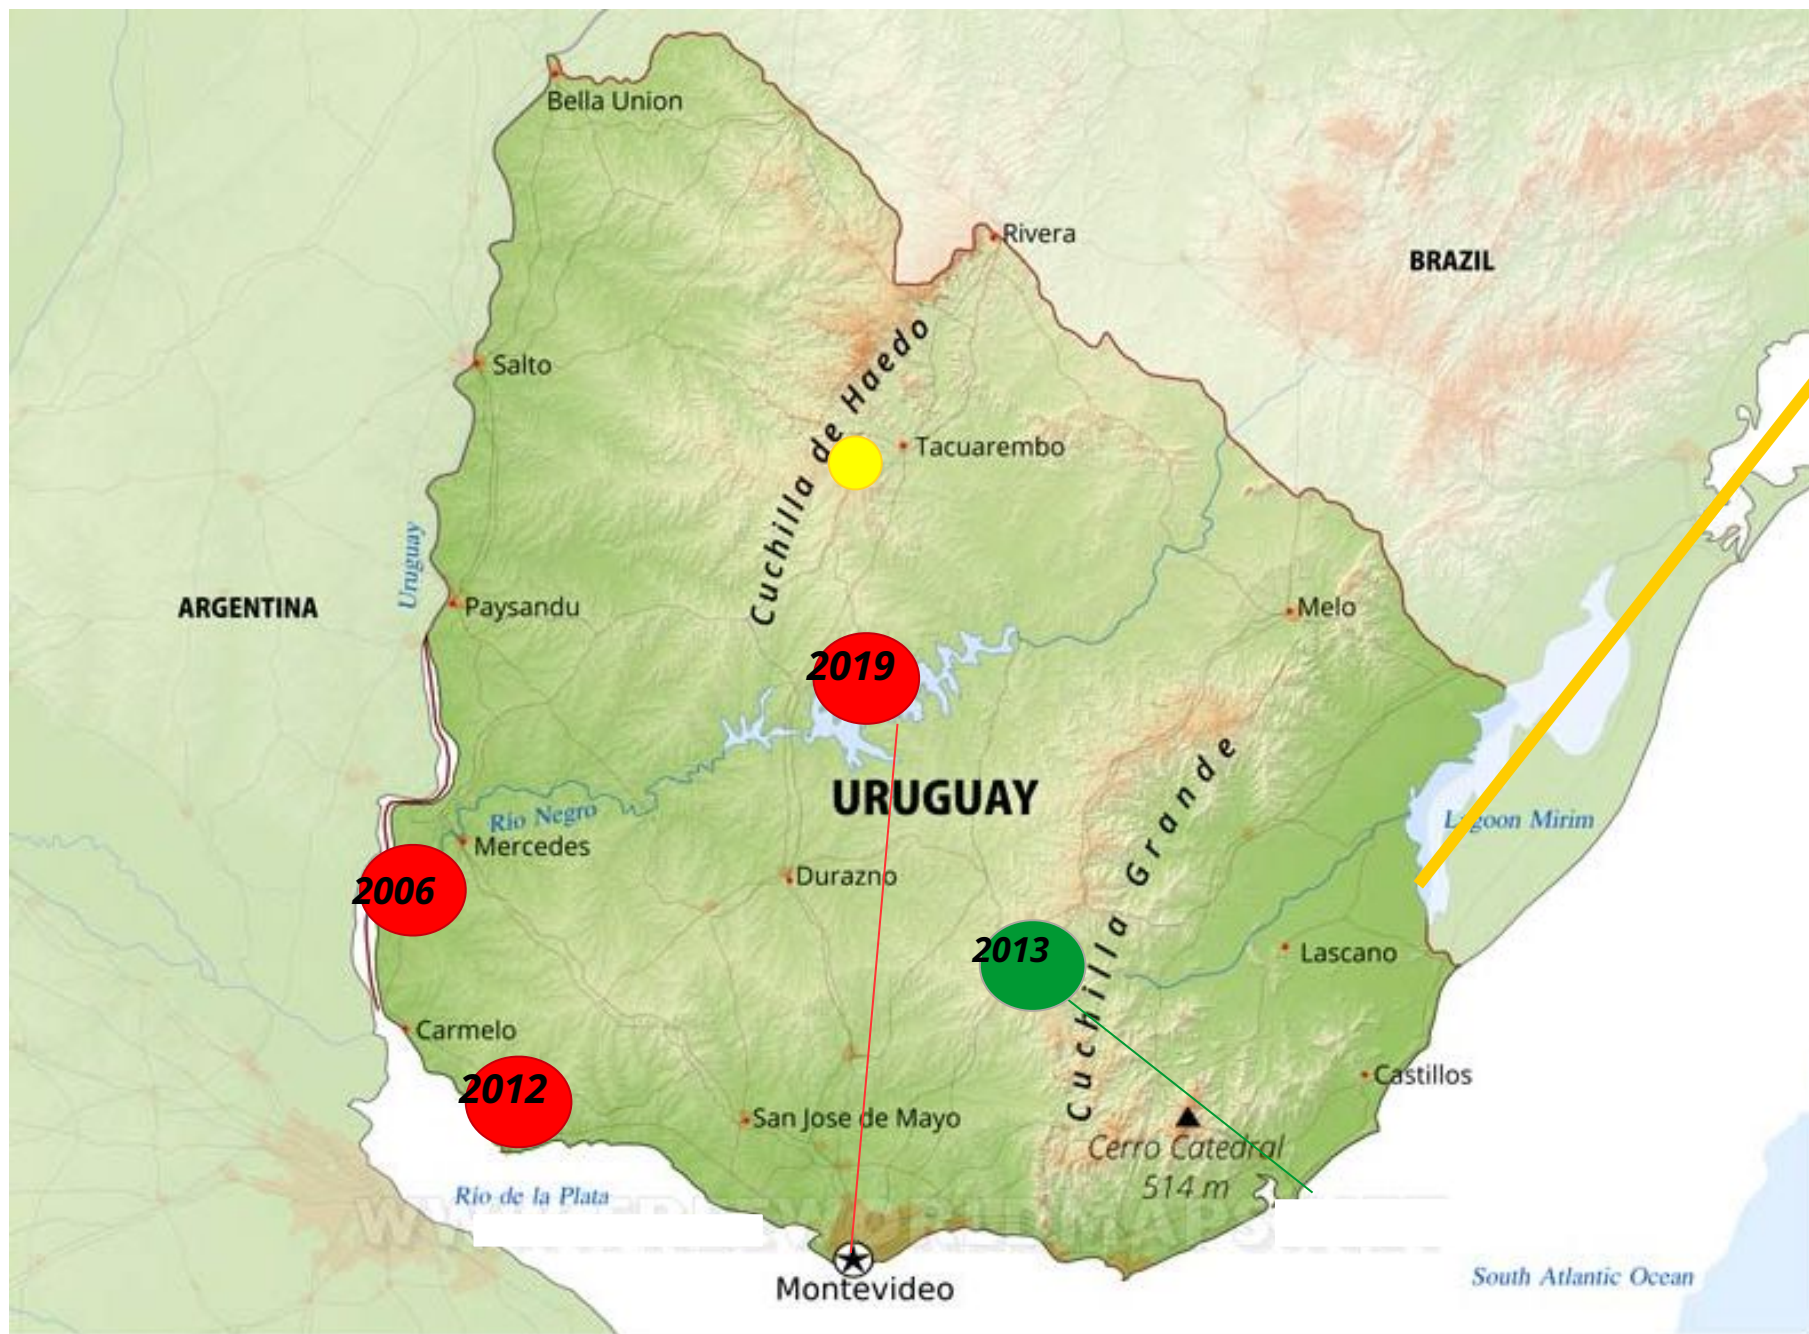 Bella Union
Rivera
BRAZIL
Salto
Cuchilla de Haedo
Tacuarembo
Uruguay
ARGENTINA
Paysandu
Melo
2019
Cuchilla Grande
URUGUAY
Río Negro
Lagoon Mirim
Mercedes
Durazno
2006
2013
Lascano
Carmelo
Castillos
2012
San Jose de Mayo
Cerro Catedral
514 m
Río de la Plata
Montevideo
South Atlantic Ocean